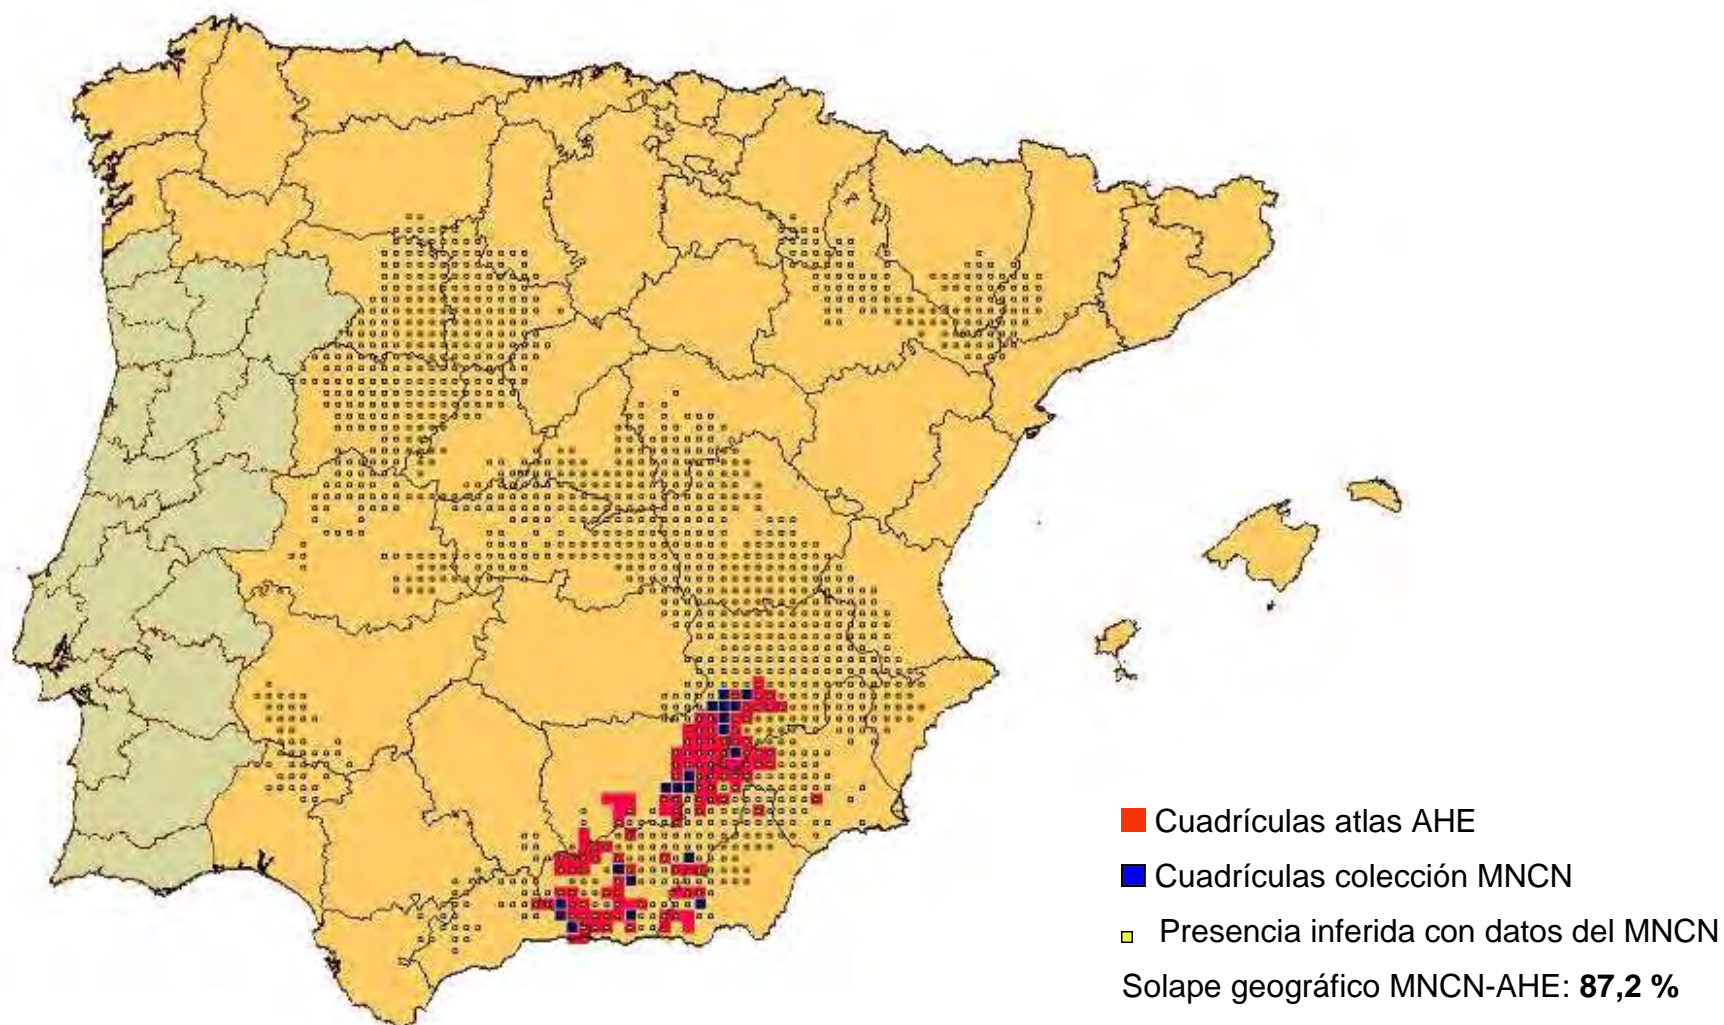 Cuadrículas atlas AHE
Cuadrículas colección MNCN
Presencia inferida con datos del MNCN
Solape geográfico MNCN-AHE: 87,2 %